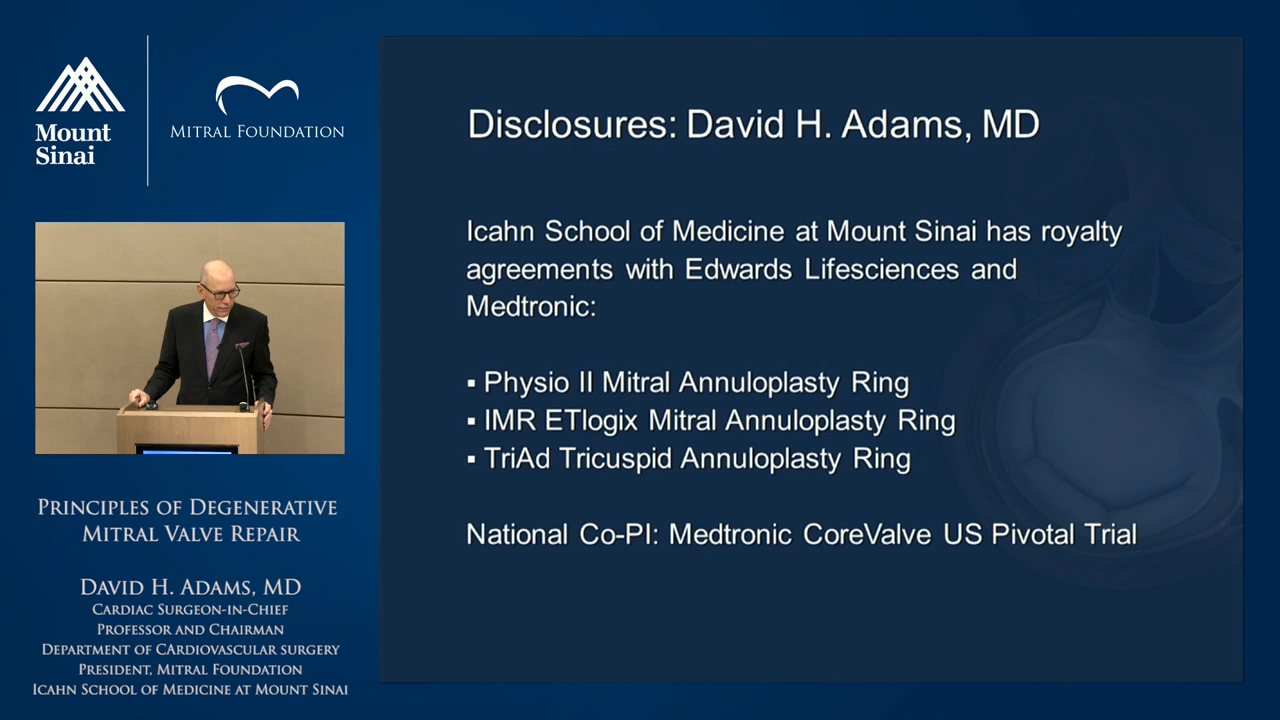 Mount
Sinai
MITRAL FOUNDATION
PRINCIPLES OF DEGENERATIVE
MITRAL VALVE REPAIR
DAVID H. ADAMS, MD
CARDIAC SURGEON-IN-CHIEF
PROFESSOR AND CHAIRMAN
DEPARTMENT OF CARDIOVASCULAR SURGERY
PRESIDENT, MITRAL FOUNDATION
ICAHN SCHOOL OF MEDICINE AT MOUNT SINAI
Disclosures: David H. Adams, MD
Icahn School of Medicine at Mount Sinai has royalty
agreements with Edwards Lifesciences and
Medtronic:
▪ Physio II Mitral Annuloplasty Ring
▪ IMR ETlogix Mitral Annuloplasty Ring
▪ TriAd Tricuspid Annuloplasty Ring
National Co-PI: Medtronic CoreValve US Pivotal Trial